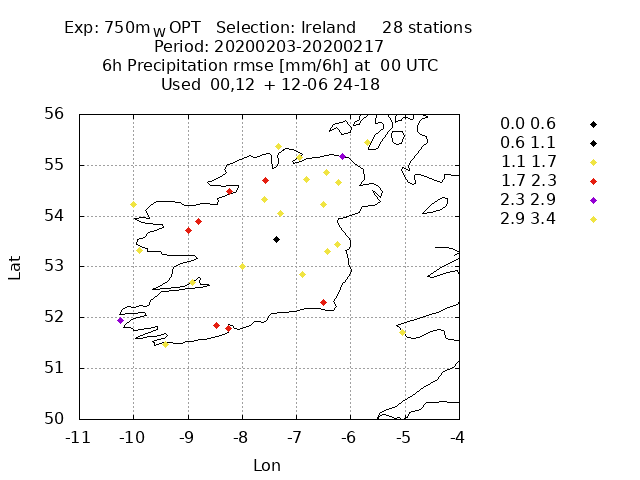 Exp: 750m_W OPT   Selection: Ireland     28 stations
Period: 20200203-20200217
6h Precipitation rmse [mm/6h] at  00 UTC
Used  00,12  + 12-06 24-18
56
55
54
53
52
51
50
-11 -10 -9 -8 -7 -6 -5 -4
Lat
Lon
0.0 0.6
0.6 1.1
1.1 1.7
1.7 2.3
2.3 2.9
2.9 3.4